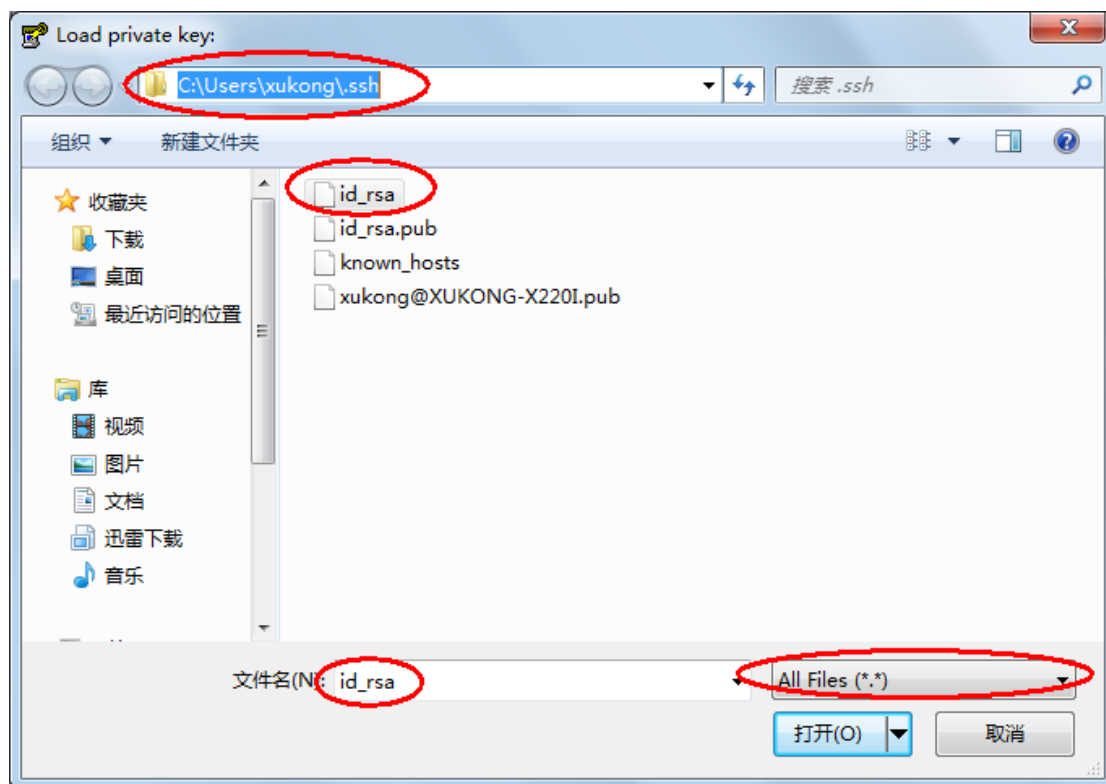 Load private key:
x
C:\Users\xukong\.ssh
搜索 .ssh
组织
新建文件夹
收藏夹
下载
桌面
最近访问的位置
库
视频
图片
文档
迅雷下载
音乐
id_rsa
id_rsa.pub
known_hosts
xukong@XUKONG-X220I.pub
文件名(N): id_rsa
All Files (*.*)
打开(O)
取消